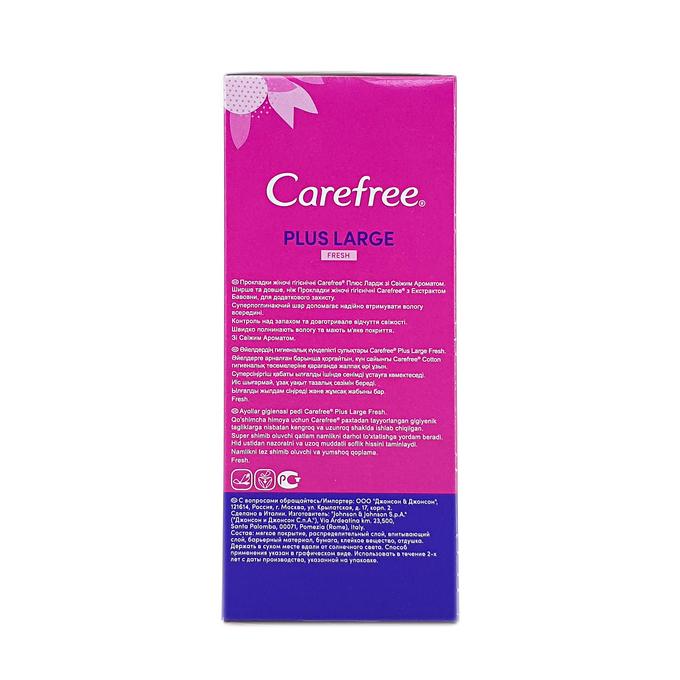 Carefree®
PLUS LARGE
FRESH
Прокладки жіночі гігієнічні Carefree® Плюс Лардж зі Свіжим Ароматом.
Ширше та довше, ніж Прокладки жіночі гігієнічні Carefree® з Екстрактом
Бавовни, для додаткового захисту.
Суперпоглинаючий шар допомагає надійно втримувати вологу
всередині.
Контроль над запахом та довготривале відчуття свіжості.
Швидко поглинають вологу та мають м'яке покриття.
Зі Свіжим Ароматом.
Әйелдердің гигиеналық күнделікті сулықтары Carefree® Plus Large Fresh.
Әйелдерге арналған барынша қорғайтын, күн сайынғы Carefree® Cotton
гигиеналық төсемелеріне қарағанда жалпақ әрі ұзын.
Суперсіңіргіш қабаты ылғалды ішінде сенімді ұстауға көмектеседі.
Иіс шығармай, ұзақ уақыт тазалық сезімін береді.
Ылғалды жылдам сіңіреді және жұмсақ жабыны бар.
Fresh.
Ayollar gigienasi pedi Carefree® Plus Large Fresh.
Qo'shimcha himoya uchun Carefree® paxtadan tayyorlangan gigiyenik
tagliklarga nisbatan kengroq va uzunroq shaklda ishlab chiqilgan.
Super shimib oluvchi qatlam namlikni darhol to'xtatishga yordam beradi.
Hid ustidan nazoratni va uzoq muddatli soflik hissini taminlaydi.
Namlikni tez shimib oluvchi va yumshoq qoplama.
Fresh.
С вопросами обращайтесь/Импортер: ООО "Джонсон & Джонсон",
121614, Россия, г. Москва, ул. Крылатская, д. 17, корп. 2.
Сделано в Италии. Изготовитель: "Johnson & Johnson S.p.A."
("Джонсон и Джонсон С.п.А."), Via Ardeatina km. 23,500,
Santa Palomba, 00071, Pomezia (Rome), Italy.
Состав: мягкое покрытие, распределительный слой, впитывающий
слой, барьерный материал, бумага, клейкое вещество, отдушка.
Держать в сухом месте вдали от солнечного света. Способ
применения указан в графическом виде. Использовать в течение 2-х
лет с даты производства, указанной на упаковке.